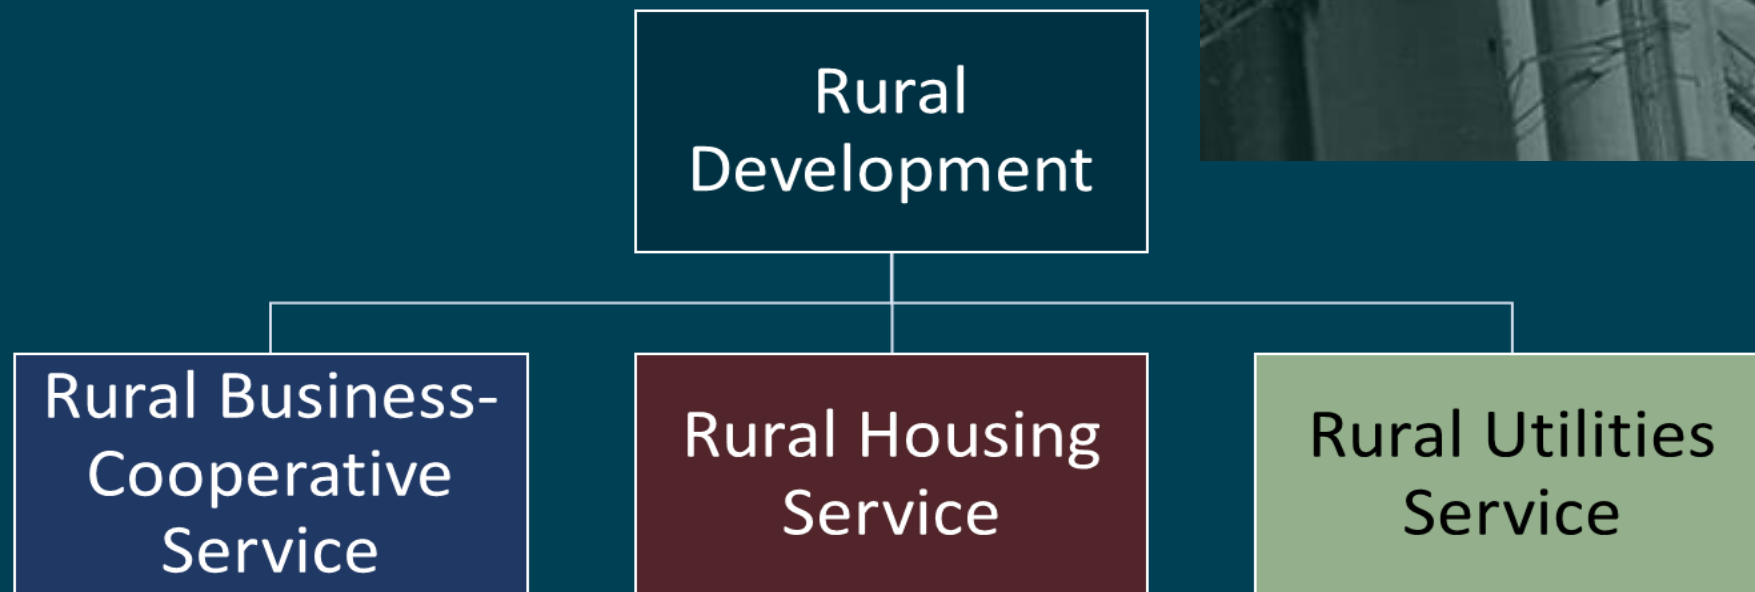 Rural
Development
Rural Business-
Cooperative
Service
Rural Housing
Service
Rural Utilities
Service